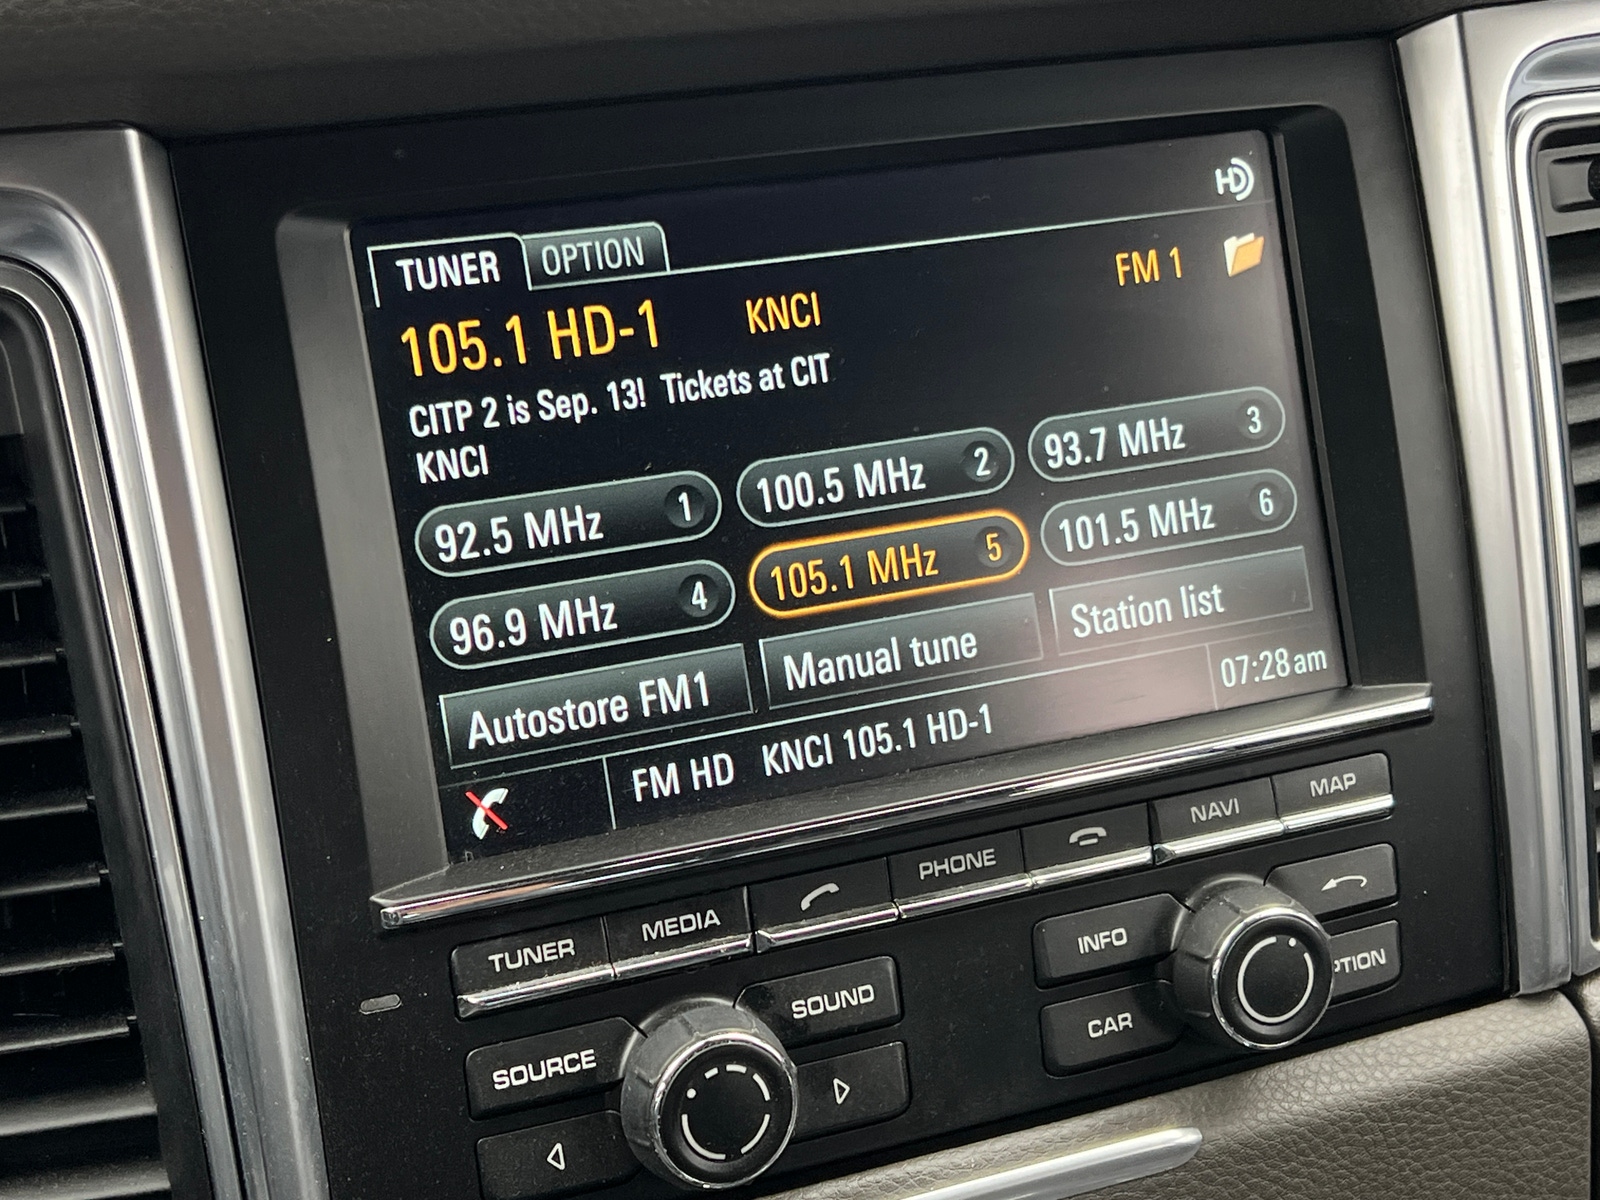 HD
TUNER OPTION
105.1 HD-1 KNCI FM 1
CITP 2 is Sep. 13! Tickets at CIT
KNCI
92.5 MHz 1 100.5 MHz 2 93.7 MHz 3
96.9 MHz 4 105.1 MHz 5 101.5 MHz 6
Autostore FM1 Manual tune Station list
FM HD KNCI 105.1 HD-1 07:28 am
TUNER MEDIA PHONE NAVI MAP
SOUND INFO PTION
SOURCE CAR